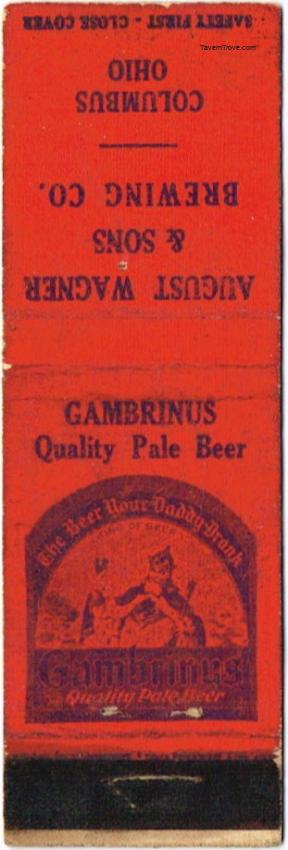 SAFETY FIRST - CLOSE COVER
TavernTrove.com
AUGUST WAGNER
& SONS
BREWING CO.
COLUMBUS
OHIO
GAMBRINUS
Quality Pale Beer
The Beer Your Daddy Drank
Gambrinus
Quality Pale Beer